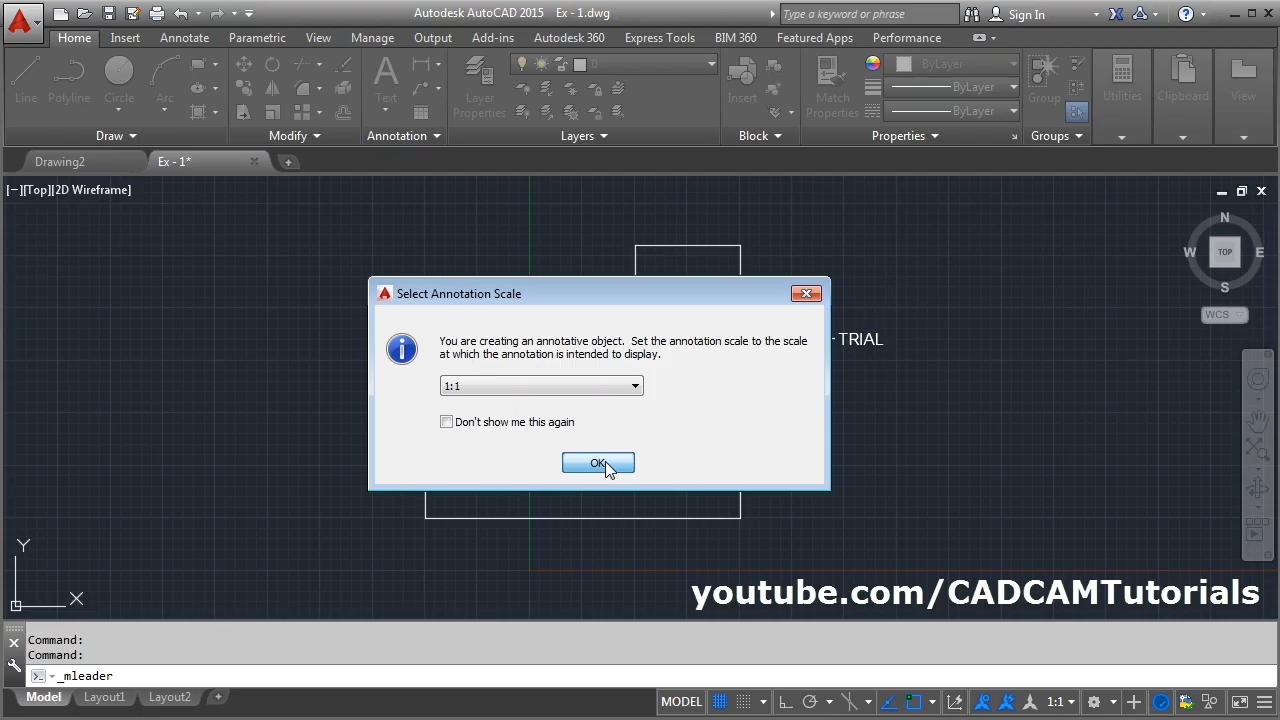 Autodesk AutoCAD 2015 Ex - 1.dwg
Type a keyword or phrase
Sign In
Home Insert Annotate Parametric View Manage Output Add-ins Autodesk 360 Express Tools BIM 360 Featured Apps Performance
0
ByLayer
Line Polyline Circle Arc
Text
Layer
Properties
Insert
Match
Properties
ByLayer
ByLayer
Group
Utilities
Clipboard
View
Draw Modify Annotation Layers Block Properties Groups
Drawing2 Ex - 1*
[−][Top][2D Wireframe]
N
W TOP E
S
WCS
Select Annotation Scale
You are creating an annotative object. Set the annotation scale to the scale
at which the annotation is intended to display.
1:1
Don't show me this again
OK
TRIAL
Y
X
youtube.com/CADCAMTutorials
Command:
Command:
_mleader
Model Layout1 Layout2
MODEL 1:1